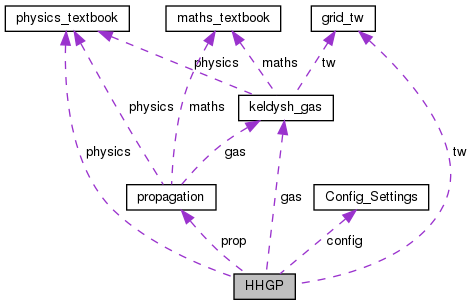 physics_textbook
maths_textbook
grid_tw
physics
maths
tw
keldysh_gas
physics
maths
physics
gas
tw
propagation
gas
Config_Settings
prop
config
HHGP